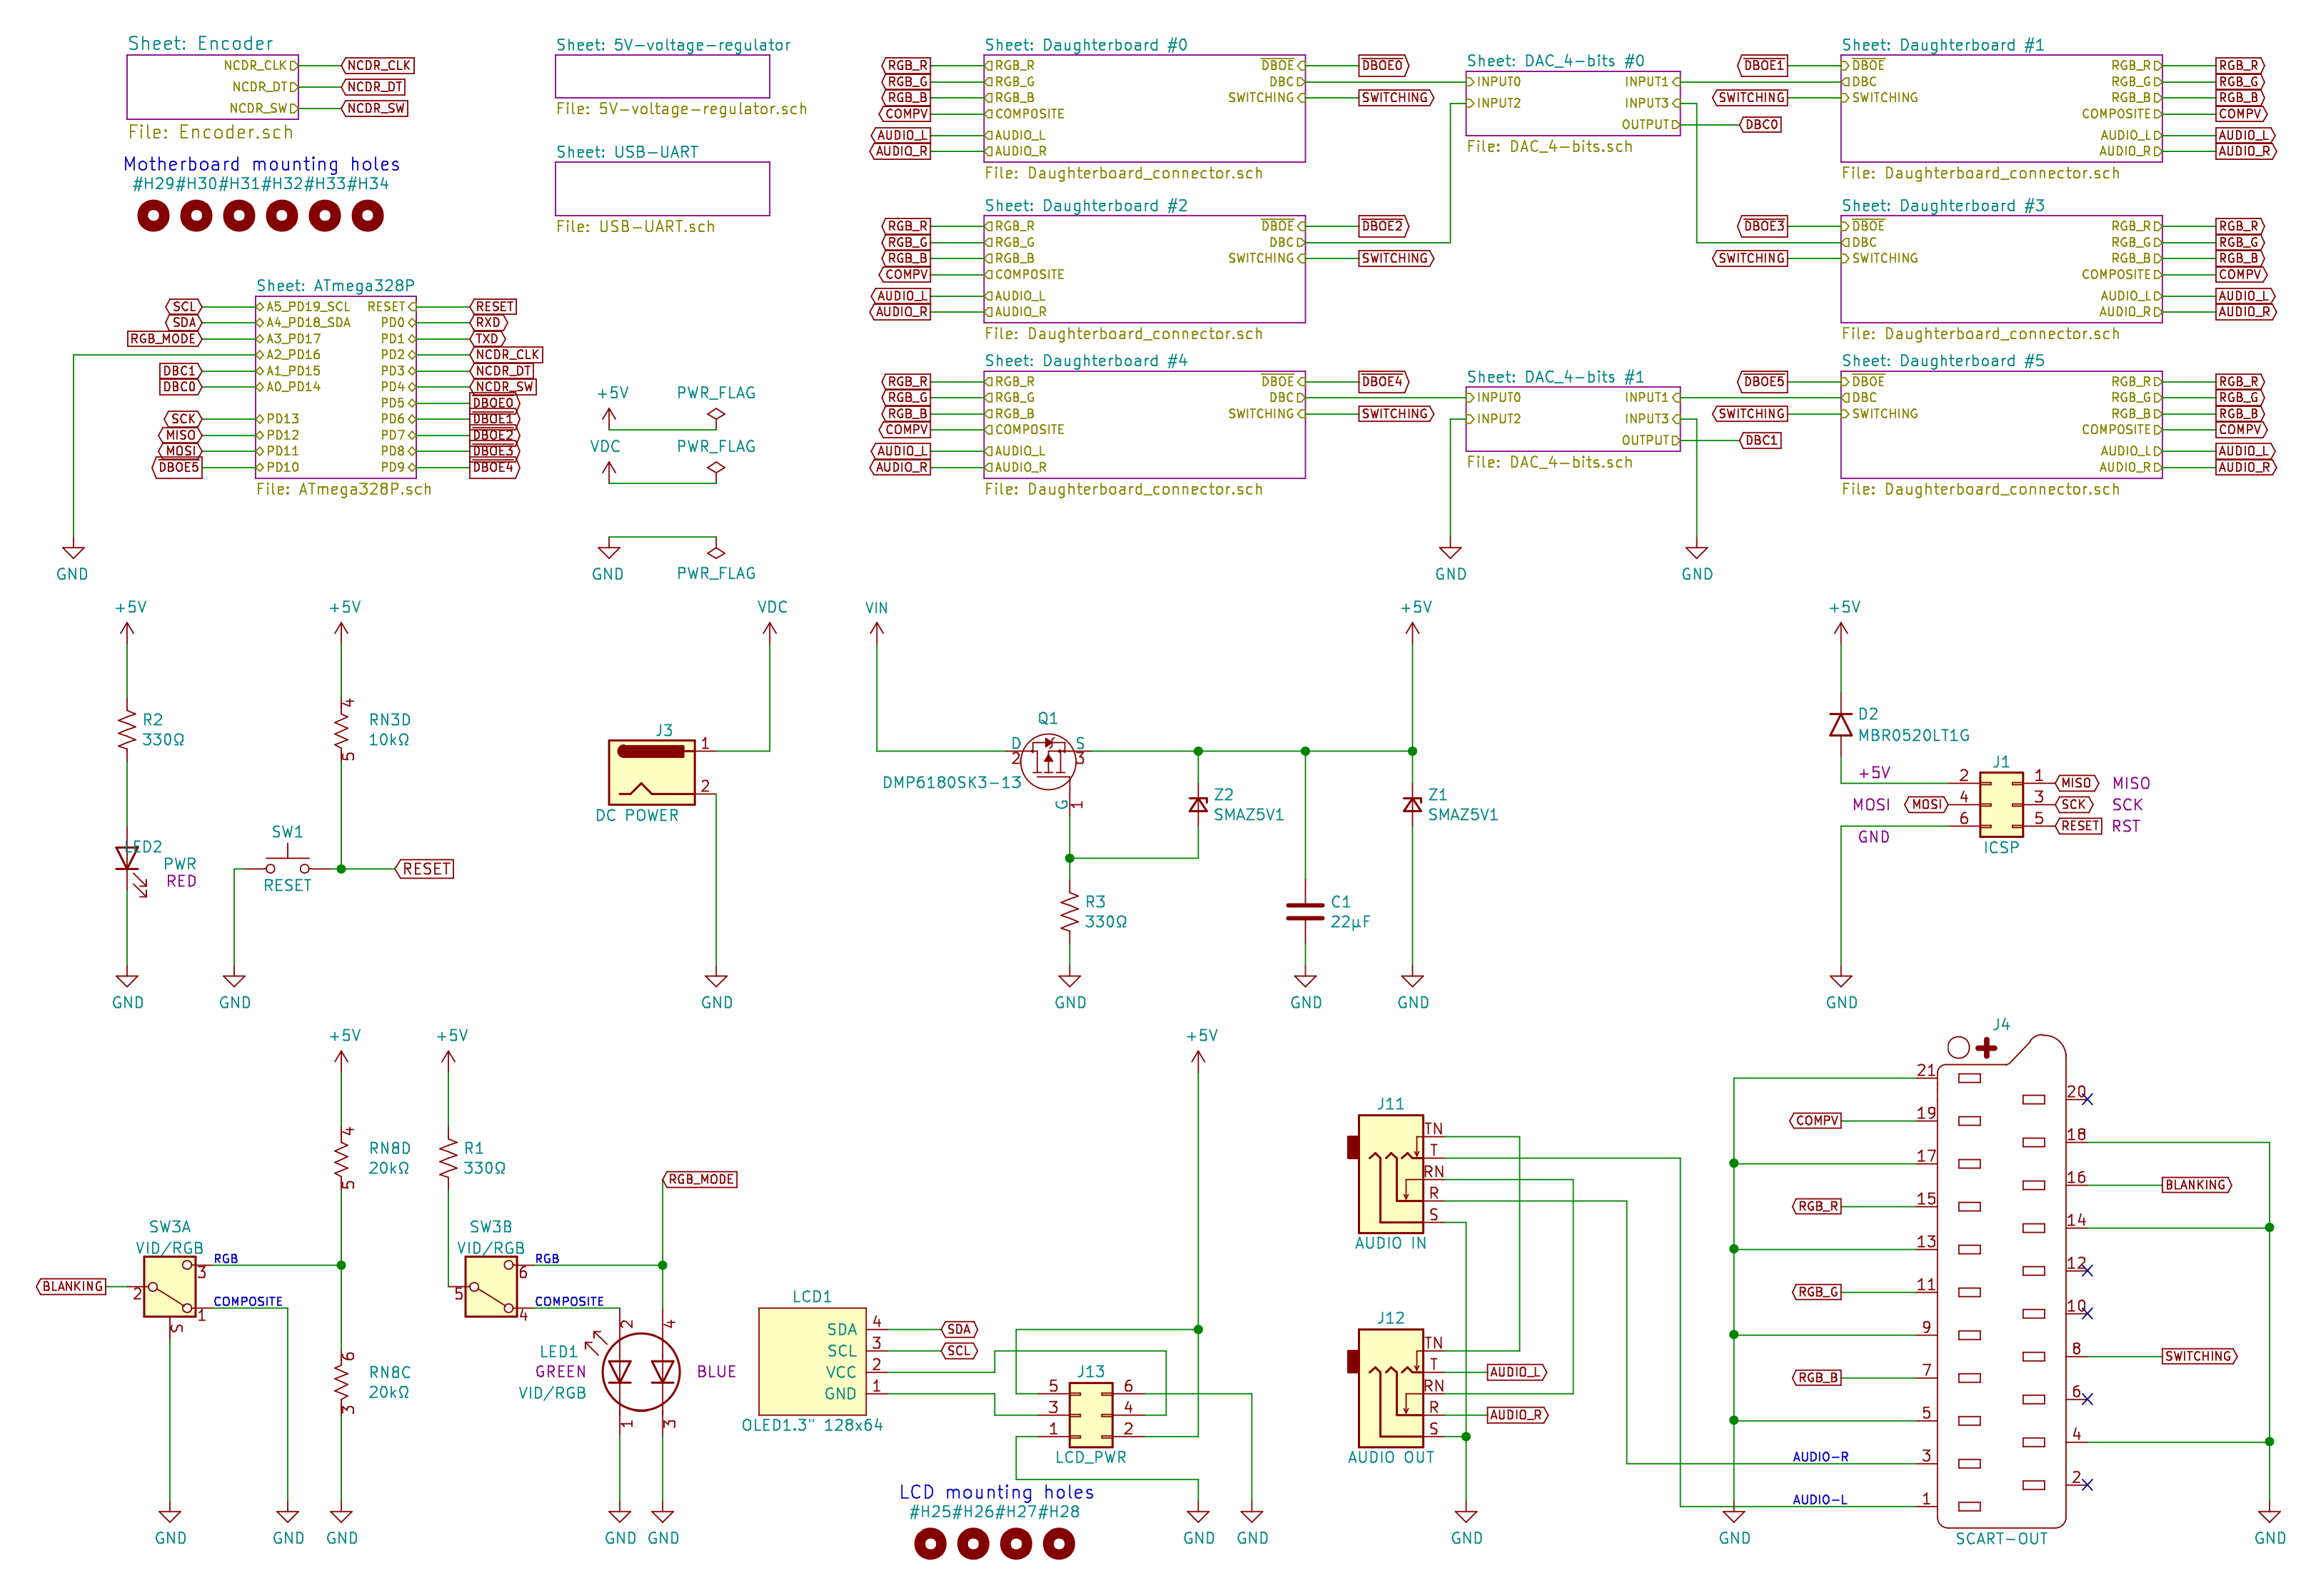 Sheet: Encoder
NCDR_CLK NCDR_CLK
NCDR_DT NCDR_DT
NCDR_SW NCDR_SW
File: Encoder.sch
Motherboard mounting holes
#H29#H30#H31#H32#H33#H34
Sheet: 5V-voltage-regulator
File: 5V-voltage-regulator.sch
Sheet: USB-UART
File: USB-UART.sch
Sheet: Daughterboard #0
RGB_R RGB_R DBOE DBOE0
RGB_G RGB_G DBC
RGB_B RGB_B SWITCHING SWITCHING
COMPV COMPOSITE
AUDIO_L AUDIO_L
AUDIO_R AUDIO_R
File: Daughterboard_connector.sch
Sheet: DAC_4-bits #0
INPUT0 INPUT1
INPUT2 INPUT3
OUTPUT DBC0
File: DAC_4-bits.sch
Sheet: Daughterboard #1
DBOE1 DBOE RGB_R RGB_R
DBC RGB_G RGB_G
SWITCHING SWITCHING RGB_B RGB_B
COMPOSITE COMPV
AUDIO_L AUDIO_L
AUDIO_R AUDIO_R
File: Daughterboard_connector.sch
Sheet: Daughterboard #2
RGB_R RGB_R DBOE DBOE2
RGB_G RGB_G DBC
RGB_B RGB_B SWITCHING SWITCHING
COMPV COMPOSITE
AUDIO_L AUDIO_L
AUDIO_R AUDIO_R
File: Daughterboard_connector.sch
Sheet: Daughterboard #3
DBOE3 DBOE RGB_R RGB_R
DBC RGB_G RGB_G
SWITCHING SWITCHING RGB_B RGB_B
COMPOSITE COMPV
AUDIO_L AUDIO_L
AUDIO_R AUDIO_R
File: Daughterboard_connector.sch
Sheet: ATmega328P
SCL A5_PD19_SCL RESET RESET
SDA A4_PD18_SDA PD0 RXD
RGB_MODE A3_PD17 PD1 TXD
A2_PD16 PD2 NCDR_CLK
DBC1 A1_PD15 PD3 NCDR_DT
DBC0 A0_PD14 PD4 NCDR_SW
PD5 DBOE0
SCK PD13 PD6 DBOE1
MISO PD12 PD7 DBOE2
MOSI PD11 PD8 DBOE3
DBOE5 PD10 PD9 DBOE4
File: ATmega328P.sch
GND
+5V PWR_FLAG
VDC PWR_FLAG
GND PWR_FLAG
Sheet: Daughterboard #4
RGB_R RGB_R DBOE DBOE4
RGB_G RGB_G DBC
RGB_B RGB_B SWITCHING SWITCHING
COMPV COMPOSITE
AUDIO_L AUDIO_L
AUDIO_R AUDIO_R
File: Daughterboard_connector.sch
Sheet: DAC_4-bits #1
INPUT0 INPUT1
INPUT2 INPUT3
OUTPUT DBC1
File: DAC_4-bits.sch
GND GND
Sheet: Daughterboard #5
DBOE5 DBOE RGB_R RGB_R
DBC RGB_G RGB_G
SWITCHING SWITCHING RGB_B RGB_B
COMPOSITE COMPV
AUDIO_L AUDIO_L
AUDIO_R AUDIO_R
File: Daughterboard_connector.sch
+5V
R2
330Ω
LED2
PWR
RED
GND
+5V
4
RN3D
10kΩ
5
SW1
RESET
RESET
GND
VDC
J3
1
2
DC POWER
GND
VIN
Q1
D S
2 3
DMP6180SK3-13
G 1
R3
330Ω
GND
Z2
SMAZ5V1
C1
22µF
GND
+5V
Z1
SMAZ5V1
GND
+5V
D2
MBR0520LT1G
J1
+5V 2 1 MISO MISO
MOSI MOSI 4 3 SCK SCK
GND 6 5 RESET RST
ICSP
GND
SW3A
VID/RGB
BLANKING 2
3 RGB
1 COMPOSITE
S
GND
GND
+5V
4
RN8D
20kΩ
5
6
RN8C
20kΩ
3
GND
+5V
R1
330Ω
SW3B
VID/RGB
5
6 RGB
4 COMPOSITE
RGB_MODE
2 4
LED1
GREEN BLUE
VID/RGB
1 3
GND GND
LCD1
SDA 4 SDA
SCL 3 SCL
VCC 2
GND 1
OLED1.3" 128x64
+5V
J13
5 6
3 4
1 2
LCD_PWR
GND GND
LCD mounting holes
#H25#H26#H27#H28
J11
TN
T
RN
R
S
AUDIO IN
J12
TN
T AUDIO_L
RN
R AUDIO_R
S
AUDIO OUT
GND
J4
21
20
COMPV 19
18
17
16 BLANKING
RGB_R 15
14
13
12
RGB_G 11
10
9
8 SWITCHING
RGB_B 7
6
5
4
AUDIO-R 3
2
AUDIO-L 1
SCART-OUT
GND
GND